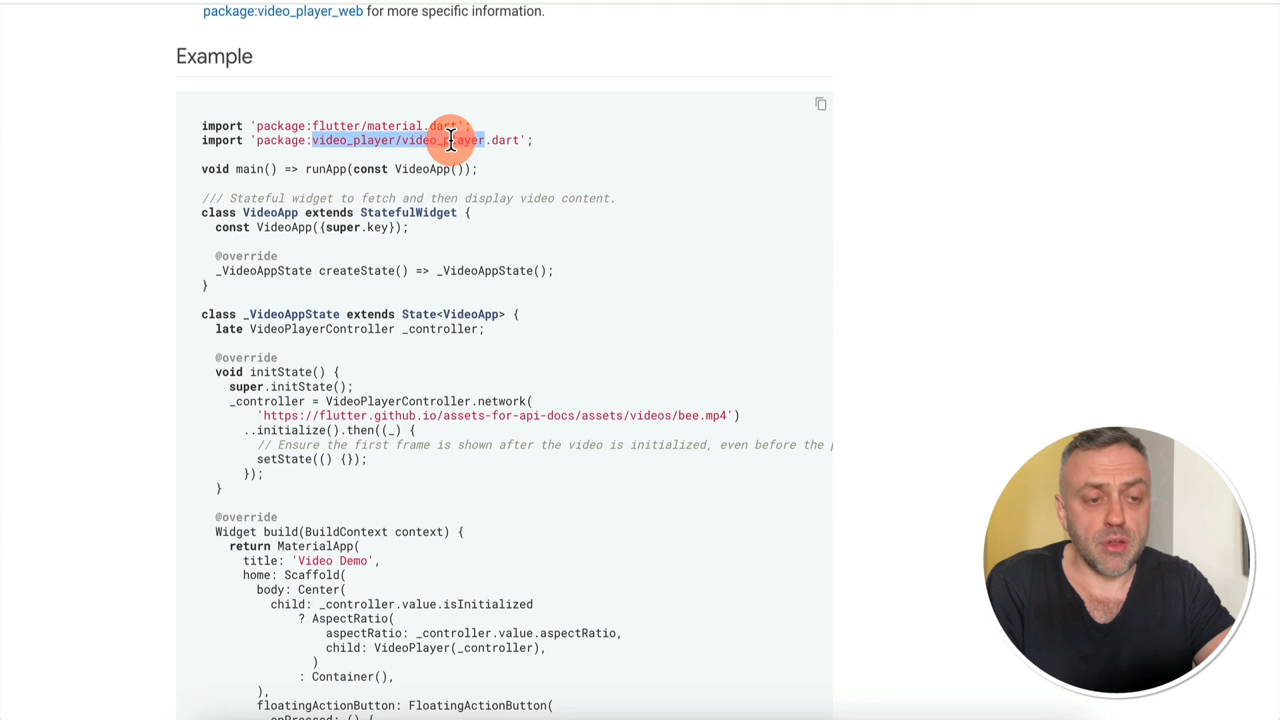 package:video_player_web for more specific information.
Example
import 'package:flutter/material.dart';
import 'package:video_player/video_player.dart';
void main() => runApp(const VideoApp());
/// Stateful widget to fetch and then display video content.
class VideoApp extends StatefulWidget {
const VideoApp({super.key});
@override
_VideoAppState createState() => _VideoAppState();
}
class _VideoAppState extends State<VideoApp> {
late VideoPlayerController _controller;
@override
void initState() {
super.initState();
_controller = VideoPlayerController.network(
'https://flutter.github.io/assets-for-api-docs/assets/videos/bee.mp4')
..initialize().then((_) {
// Ensure the first frame is shown after the video is initialized, even before the
setState(() {});
});
}
@override
Widget build(BuildContext context) {
return MaterialApp(
title: 'Video Demo',
home: Scaffold(
body: Center(
child: _controller.value.isInitialized
? AspectRatio(
aspectRatio: _controller.value.aspectRatio,
child: VideoPlayer(_controller),
)
: Container(),
),
floatingActionButton: FloatingActionButton(
onPressed: () {